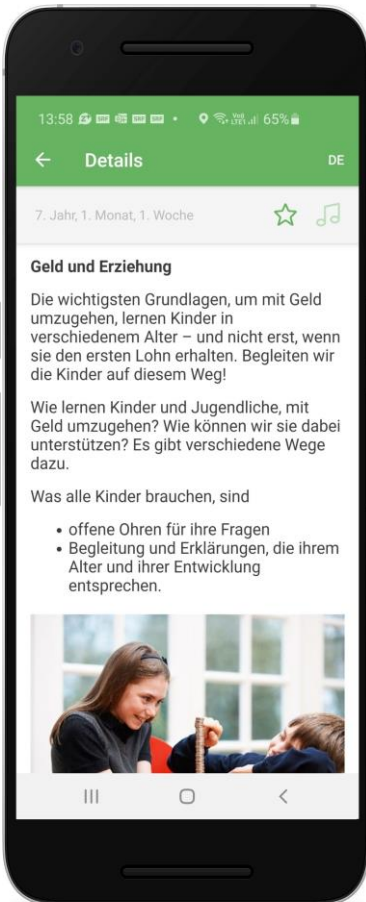 13:58 SRF SRF SRF 65%
Details DE
7. Jahr, 1. Monat, 1. Woche
Geld und Erziehung
Die wichtigsten Grundlagen, um mit Geld
umzugehen, lernen Kinder in
verschiedenem Alter – und nicht erst, wenn
sie den ersten Lohn erhalten. Begleiten wir
die Kinder auf diesem Weg!
Wie lernen Kinder und Jugendliche, mit
Geld umzugehen? Wie können wir sie dabei
unterstützen? Es gibt verschiedene Wege
dazu.
Was alle Kinder brauchen, sind
• offene Ohren für ihre Fragen
• Begleitung und Erklärungen, die ihrem
Alter und ihrer Entwicklung
entsprechen.